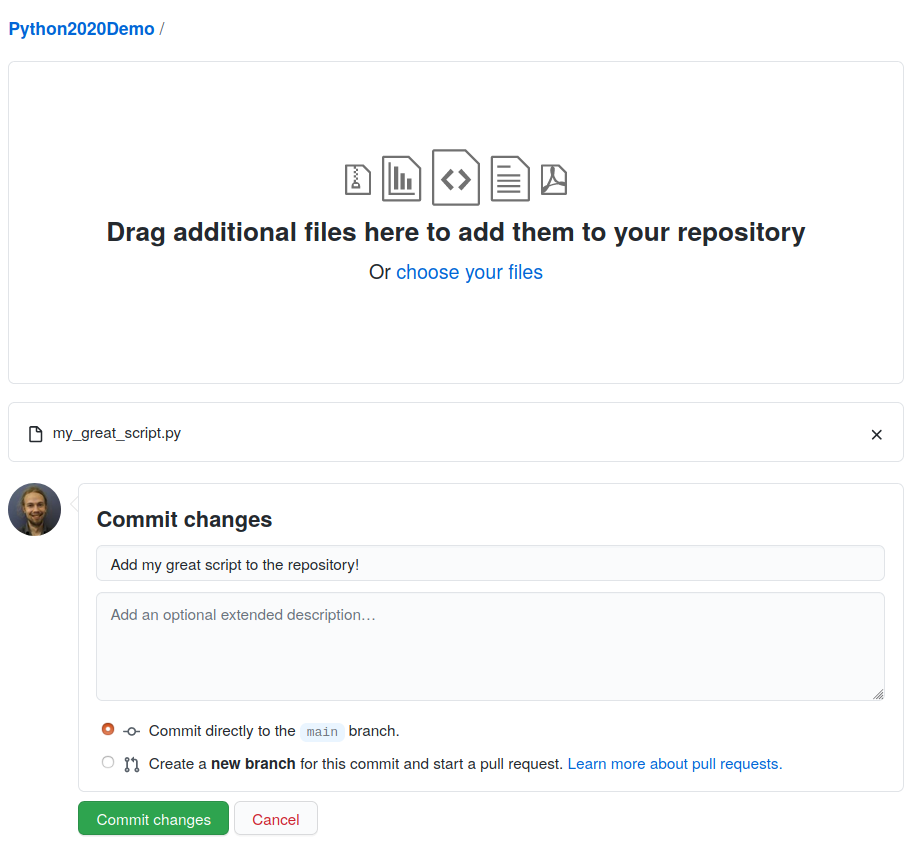 Python2020Demo /
Drag additional files here to add them to your repository
Or choose your files
my_great_script.py
Commit changes
Add my great script to the repository!
Add an optional extended description…
Commit directly to the main branch.
Create a new branch for this commit and start a pull request. Learn more about pull requests.
Commit changes
Cancel